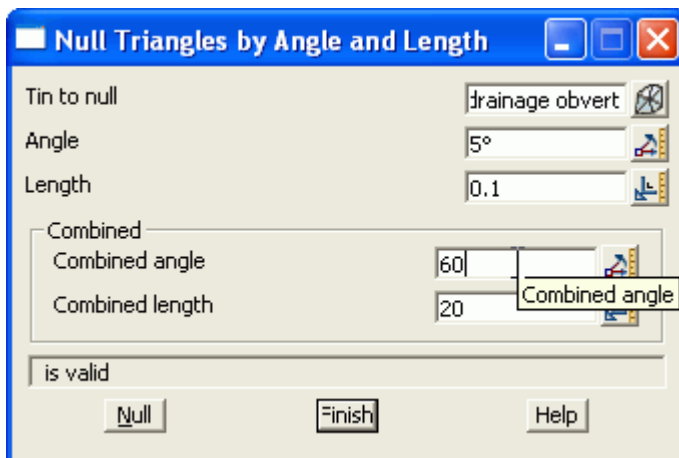 Null Triangles by Angle and Length
Tin to null drainage obvert
Angle 5°
Length 0.1
Combined
Combined angle 60
Combined angle
Combined length 20
is valid
Null Finish Help